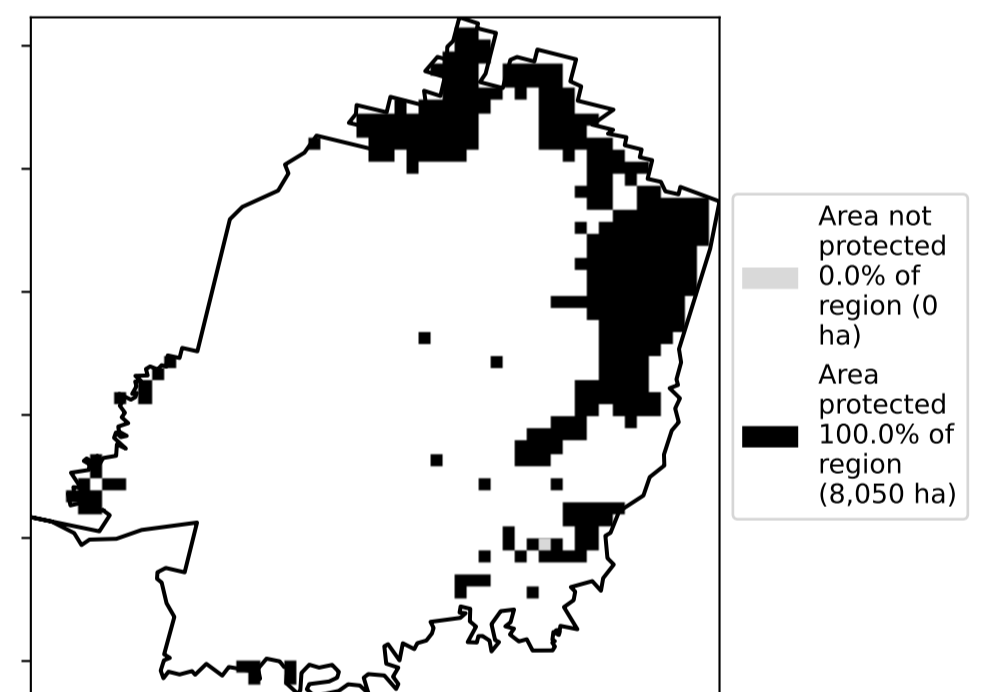 Area not
protected
0.0% of
region (0
ha)
Area
protected
100.0% of
region
(8,050 ha)